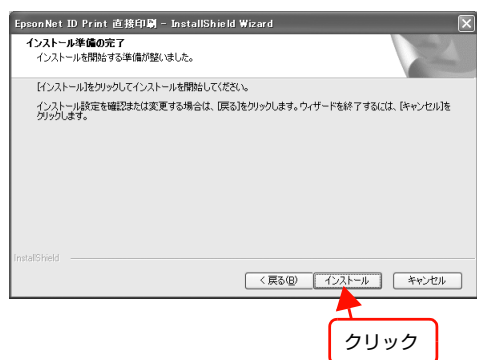 EpsonNet ID Print 直接印刷 - InstallShield Wizard
インストール準備の完了
インストールを開始する準備が整いました。
[インストール]をクリックしてインストールを開始してください。
インストール設定を確認または変更する場合は、[戻る]をクリックします。ウィザードを終了するには、[キャンセル]を
クリックします。
InstallShield
< 戻る(B) インストール キャンセル
クリック